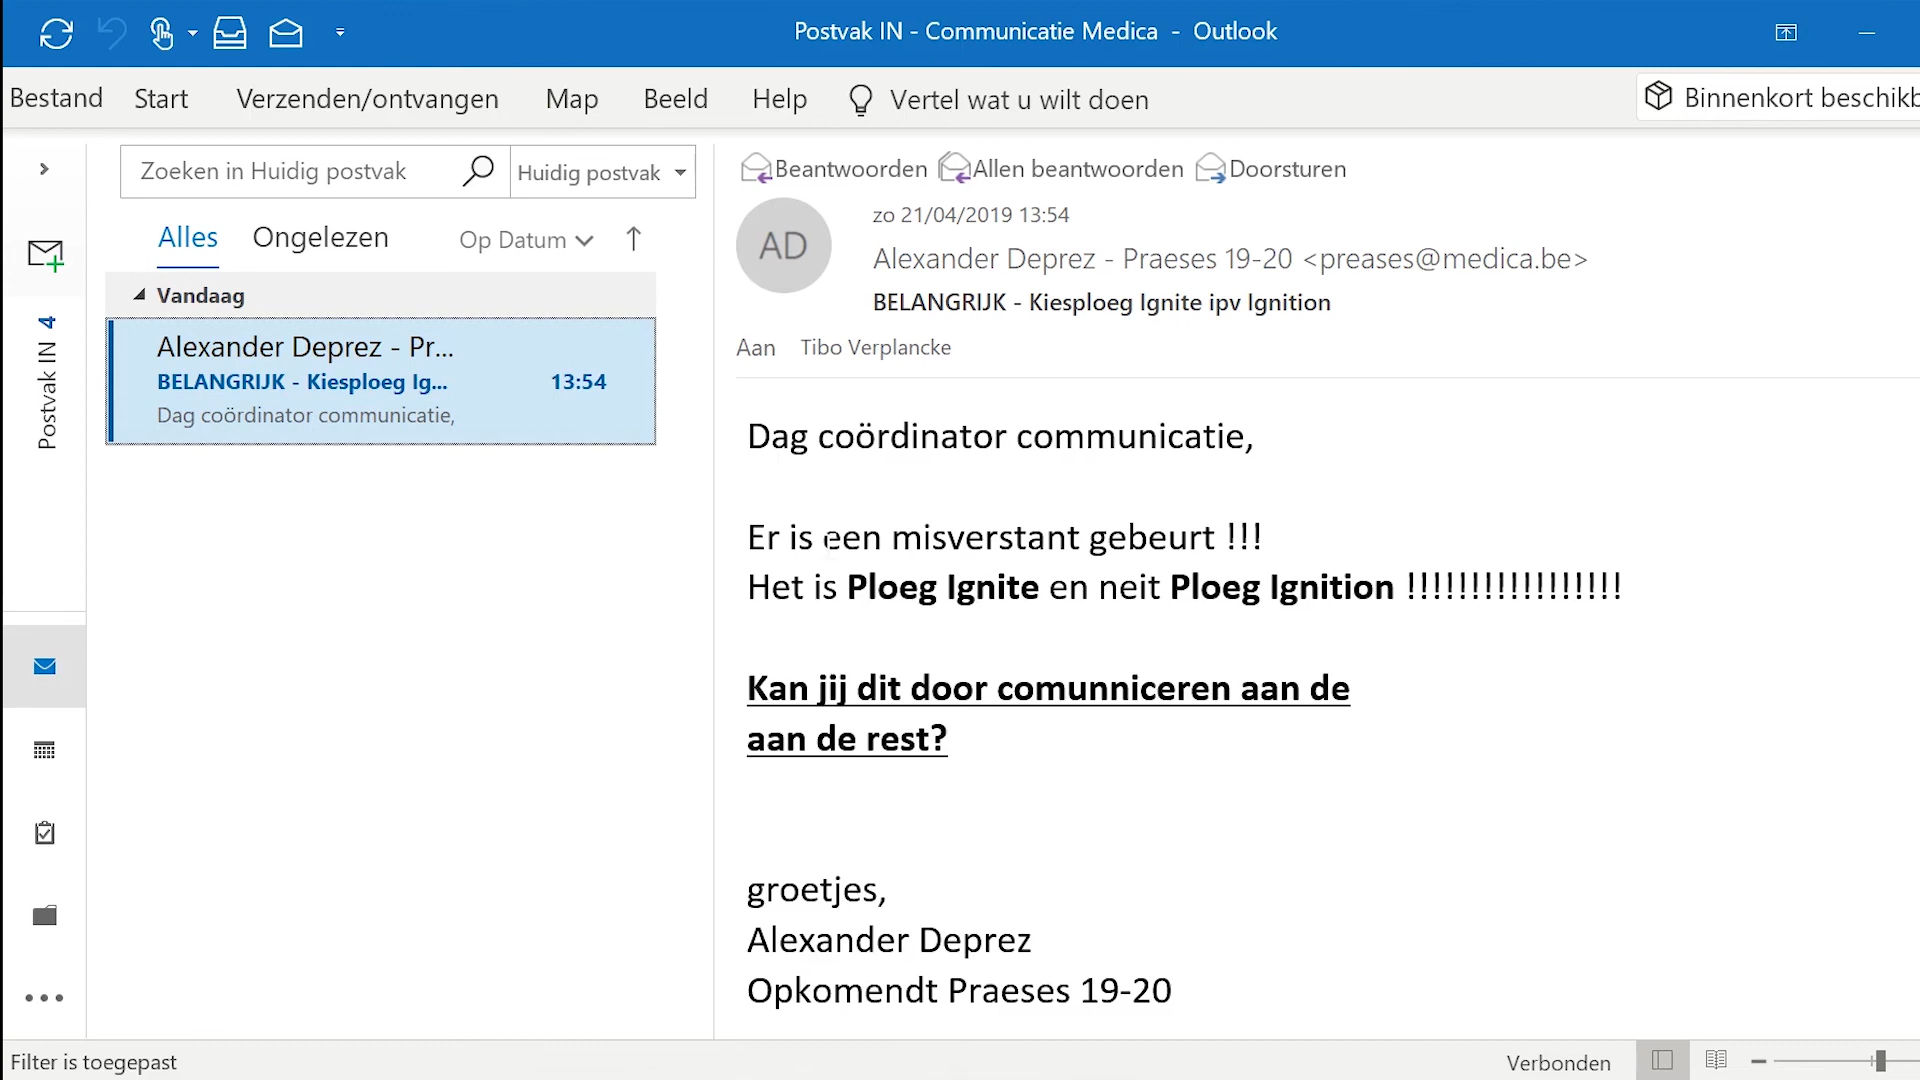 Postvak IN - Communicatie Medica - Outlook
Bestand Start Verzenden/ontvangen Map Beeld Help Vertel wat u wilt doen Binnenkort beschikb
Zoeken in Huidig postvak Huidig postvak
Alles Ongelezen Op Datum
Vandaag
Alexander Deprez - Pr...
BELANGRIJK - Kiesploeg Ig... 13:54
Dag coördinator communicatie,
Postvak IN 4
Beantwoorden Allen beantwoorden Doorsturen
AD
zo 21/04/2019 13:54
Alexander Deprez - Praeses 19-20 <preases@medica.be>
BELANGRIJK - Kiesploeg Ignite ipv Ignition
Aan Tibo Verplancke
Dag coördinator communicatie,
Er is een misverstant gebeurt !!!
Het is Ploeg Ignite en neit Ploeg Ignition !!!!!!!!!!!!!!!!!
Kan jij dit door comunniceren aan de
aan de rest?
groetjes,
Alexander Deprez
Opkomendt Praeses 19-20
Filter is toegepast Verbonden